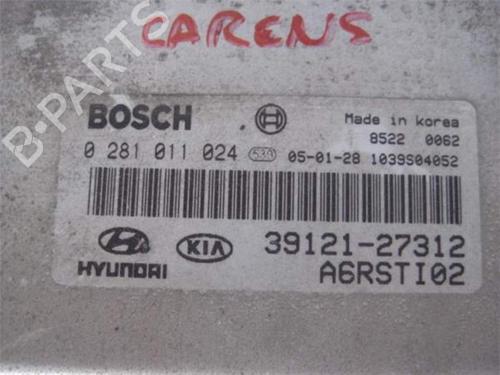 CARENS
B-PARTS
BOSCH
Made in korea
8522 0062
0 281 011 024 530 05-01-28 1039S04052
HYUNDAI KIA 39121-27312
A6RSTI02